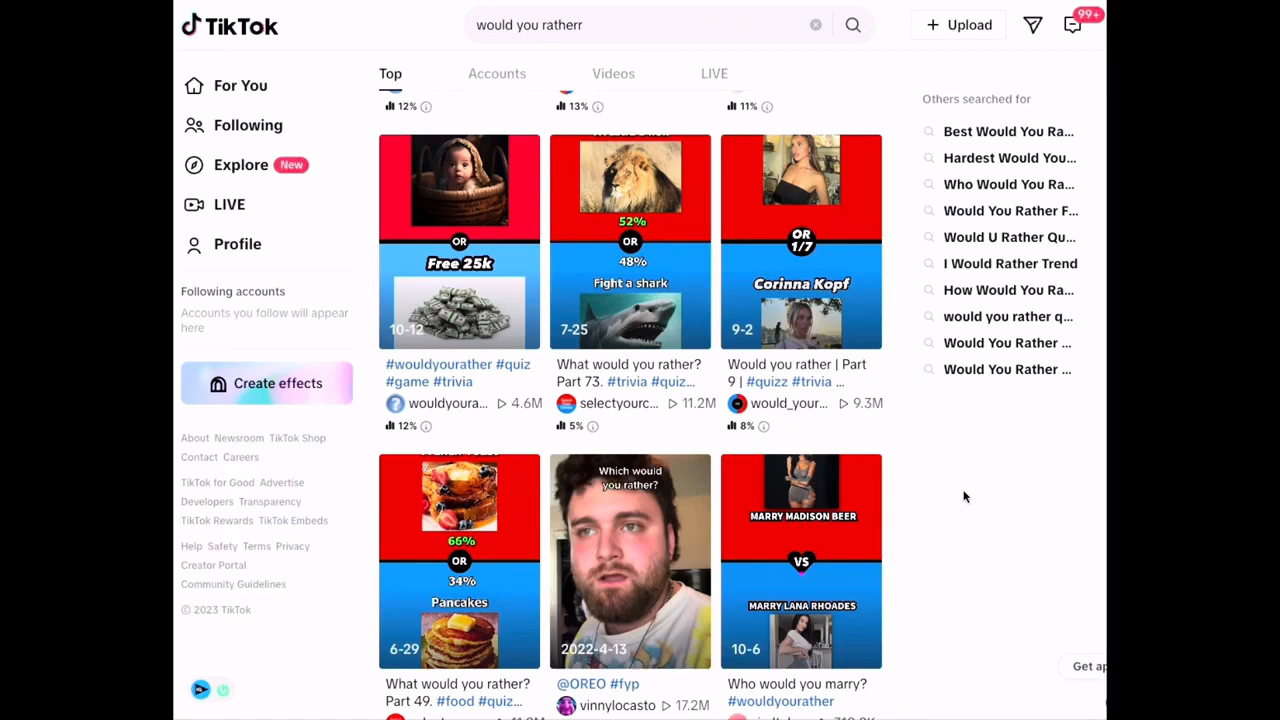 TikTok
would you ratherr
Upload
99+
For You
Following
Explore
New
LIVE
Profile
Following accounts
Accounts you follow will appear
here
Create effects
About Newsroom TikTok Shop
Contact Careers
TikTok for Good Advertise
Developers Transparency
TikTok Rewards TikTok Embeds
Help Safety Terms Privacy
Creator Portal
Community Guidelines
© 2023 TikTok
Top
Accounts
Videos
LIVE
12%
13%
11%
OR
Free 25k
10-12
52%
OR
48%
Fight a shark
7-25
OR
1/7
Corinna Kopf
9-2
#wouldyourather #quiz
#game #trivia
wouldyoura... 4.6M
12%
What would you rather?
Part 73. #trivia #quiz...
selectyourc... 11.2M
5%
Would you rather | Part
9 | #quizz #trivia ...
would_your... 9.3M
8%
66%
OR
34%
Pancakes
6-29
Which would
you rather?
2022-4-13
MARRY MADISON BEER
VS
MARRY LANA RHOADES
10-6
What would you rather?
Part 49. #food #quiz...
@OREO #fyp
vinnylocasto 17.2M
Who would you marry?
#wouldyourather
Others searched for
Best Would You Ra...
Hardest Would You...
Who Would You Ra...
Would You Rather F...
Would U Rather Qu...
I Would Rather Trend
How Would You Ra...
would you rather q...
Would You Rather ...
Would You Rather ...
Get ap